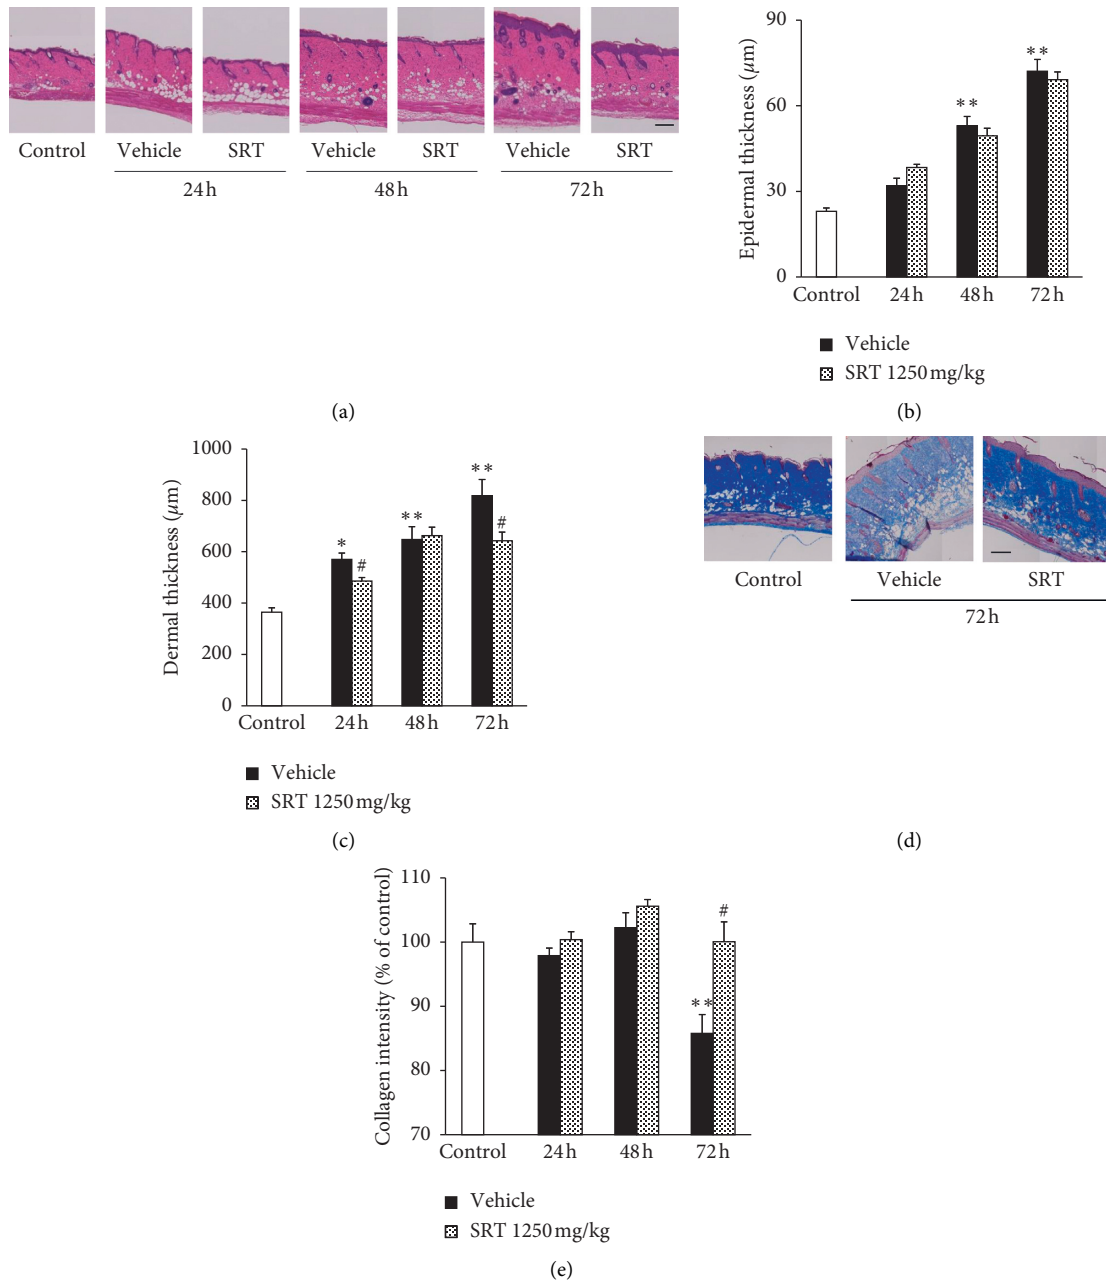 Control
Vehicle
SRT
Vehicle
SRT
Vehicle
SRT
24 h
48 h
72 h
(a)
Epidermal thickness (µm)
90
60
30
0
**
**
Control
24 h
48 h
72 h
Vehicle
SRT 1250 mg/kg
(b)
Dermal thickness (µm)
1000
800
600
400
200
0
*
#
**
**
#
Control
24 h
48 h
72 h
Vehicle
SRT 1250 mg/kg
(c)
Control
Vehicle
SRT
72 h
(d)
Collagen intensity (% of control)
110
100
90
80
70
**
#
Control
24 h
48 h
72 h
Vehicle
SRT 1250 mg/kg
(e)